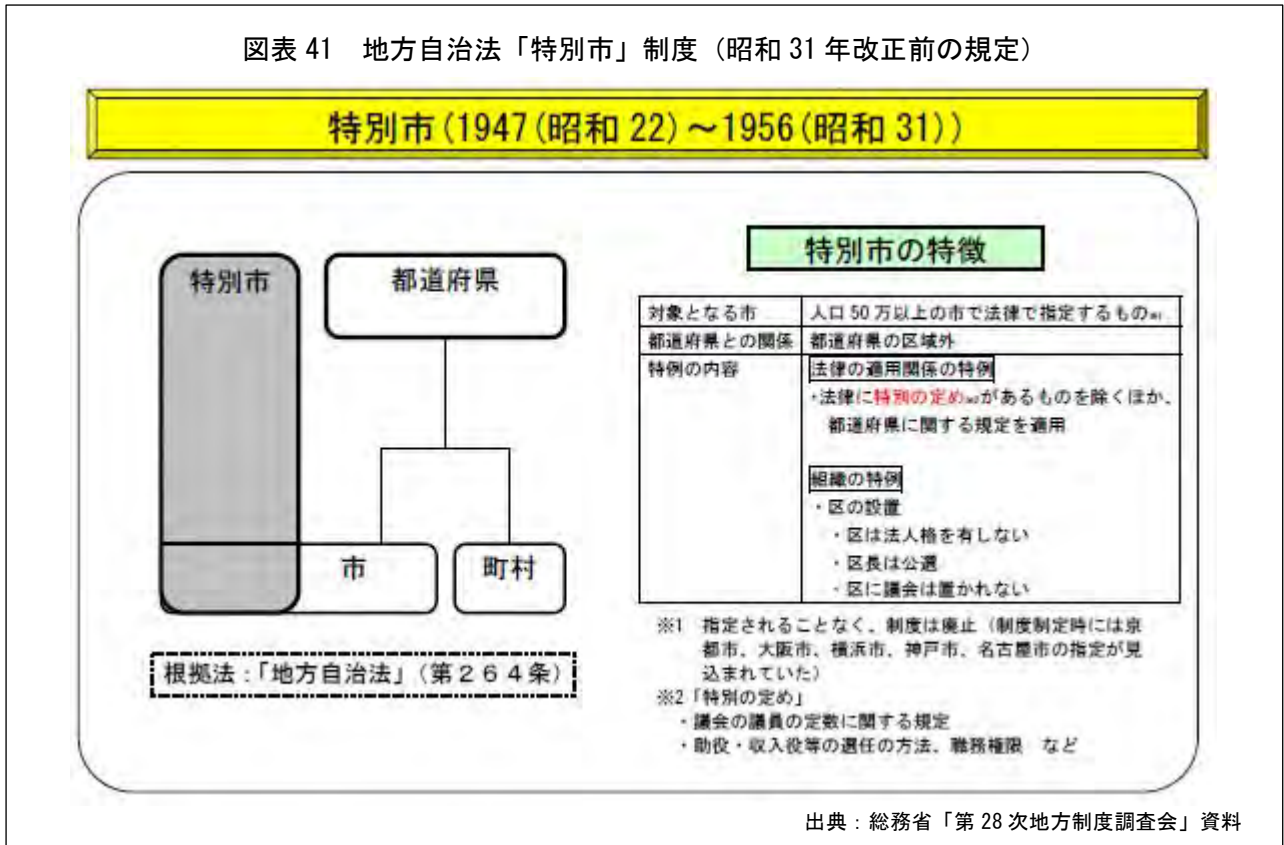 図表 41　地方自治法「特別市」制度（昭和 31 年改正前の規定）
特別市(1947(昭和 22)～1956(昭和 31))
特別市
都道府県
市
町村
根拠法：「地方自治法」（第２６４条）
特別市の特徴
対象となる市　人口 50 万以上の市で法律で指定するもの※1
都道府県との関係　都道府県の区域外
特例の内容　法律の適用関係の特例
・法律に特別の定め※2があるものを除くほか、
都道府県に関する規定を適用
組織の特例
・区の設置
・区は法人格を有しない
・区長は公選
・区に議会は置かれない
※1　指定されることなく、制度は廃止（制度制定時には京
都市、大阪市、横浜市、神戸市、名古屋市の指定が見
込まれていた）
※2「特別の定め」
・議会の議員の定数に関する規定
・助役・収入役等の選任の方法、職務権限　など
出典：総務省「第 28 次地方制度調査会」資料